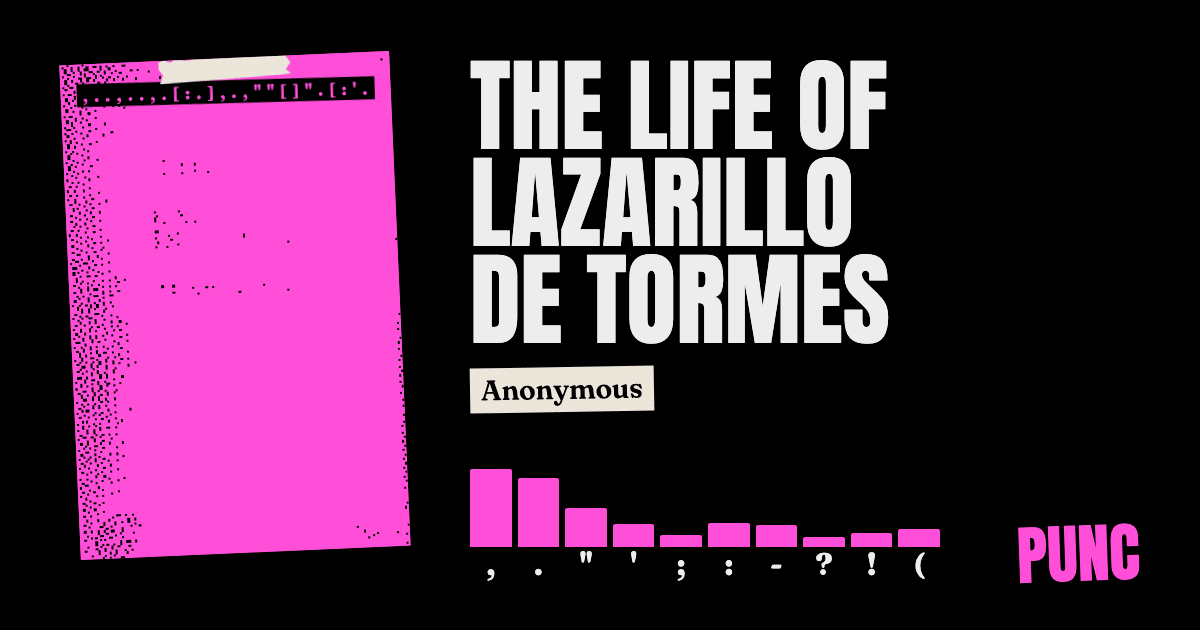 ,..,..,.[:.],.,""[]".[:'.
THE LIFE OF
LAZARILLO
DE TORMES
Anonymous
, . " ' ; : - ? ! (
PUNC